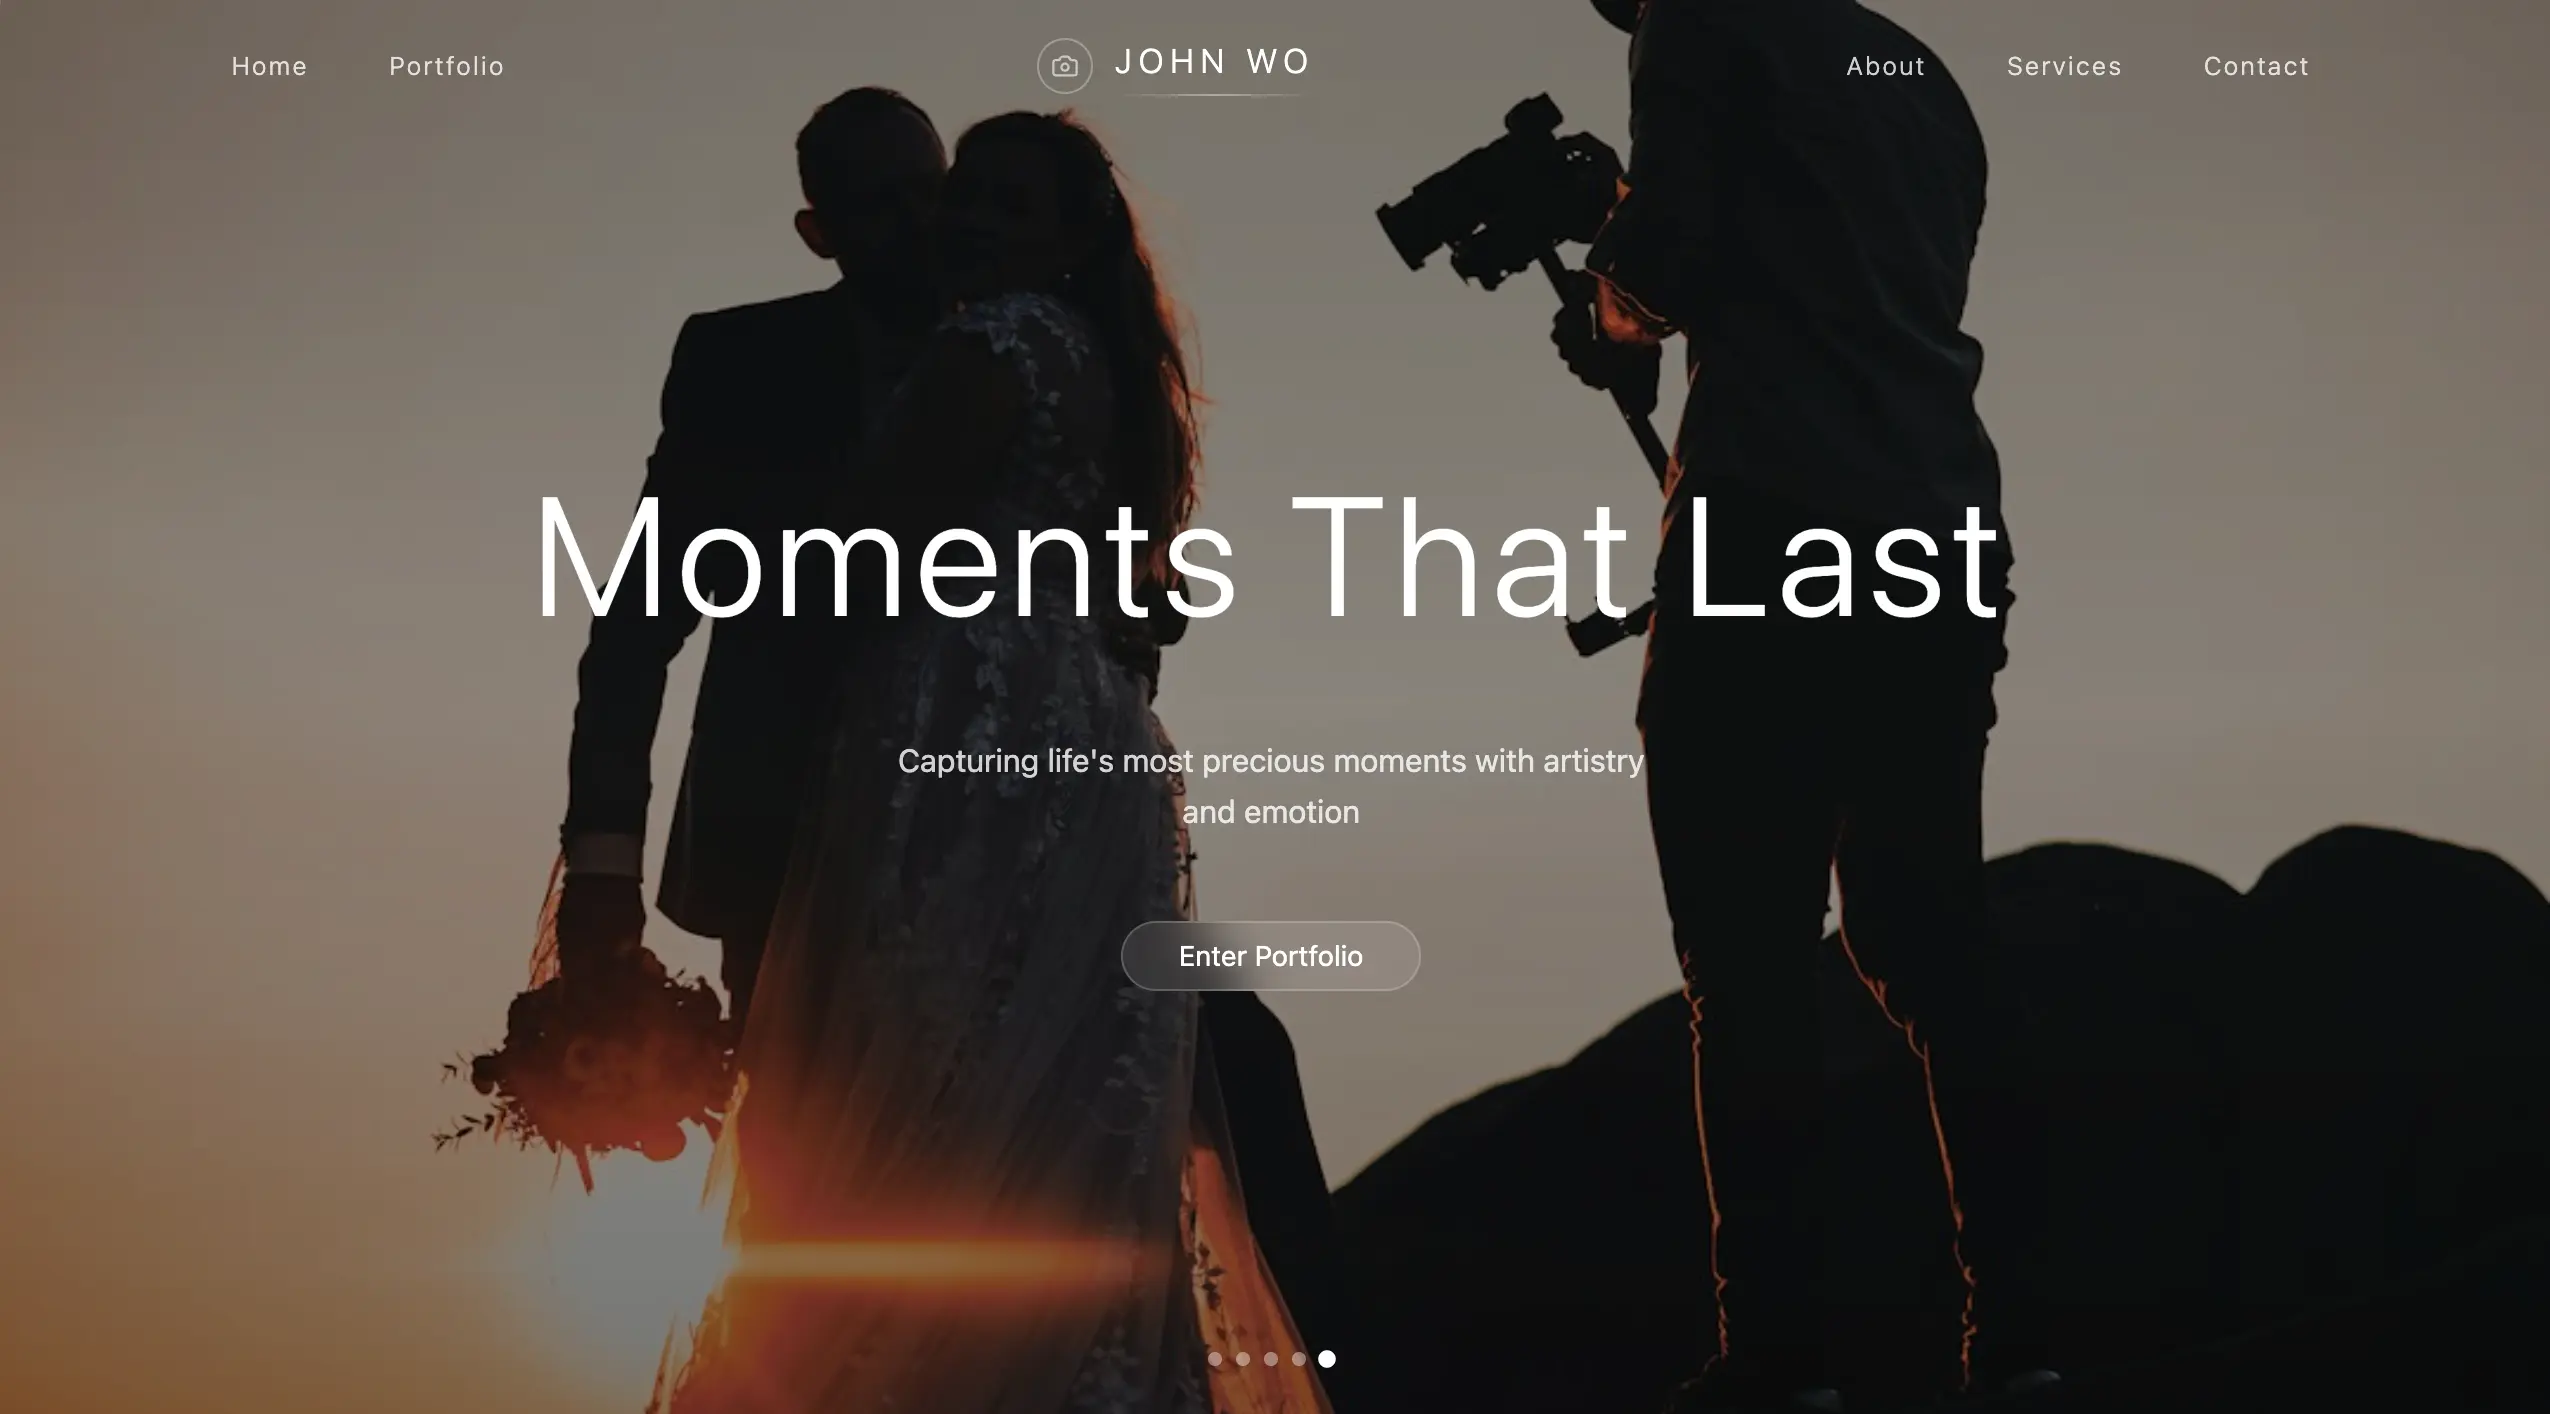 Home
Portfolio
JOHN WO
About
Services
Contact
Moments That Last
Capturing life's most precious moments with artistry
and emotion
Enter Portfolio